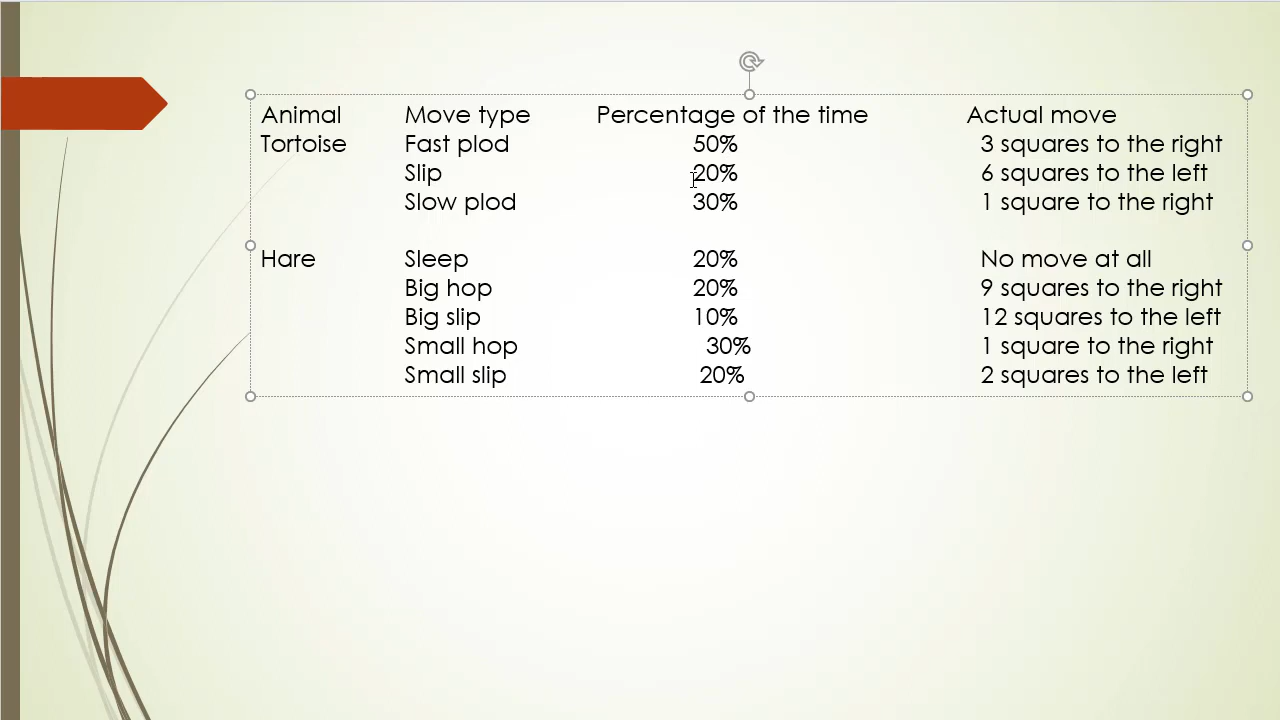 Animal Move type Percentage of the time Actual move
Tortoise Fast plod 50% 3 squares to the right
Slip 20% 6 squares to the left
Slow plod 30% 1 square to the right
Hare Sleep 20% No move at all
Big hop 20% 9 squares to the right
Big slip 10% 12 squares to the left
Small hop 30% 1 square to the right
Small slip 20% 2 squares to the left